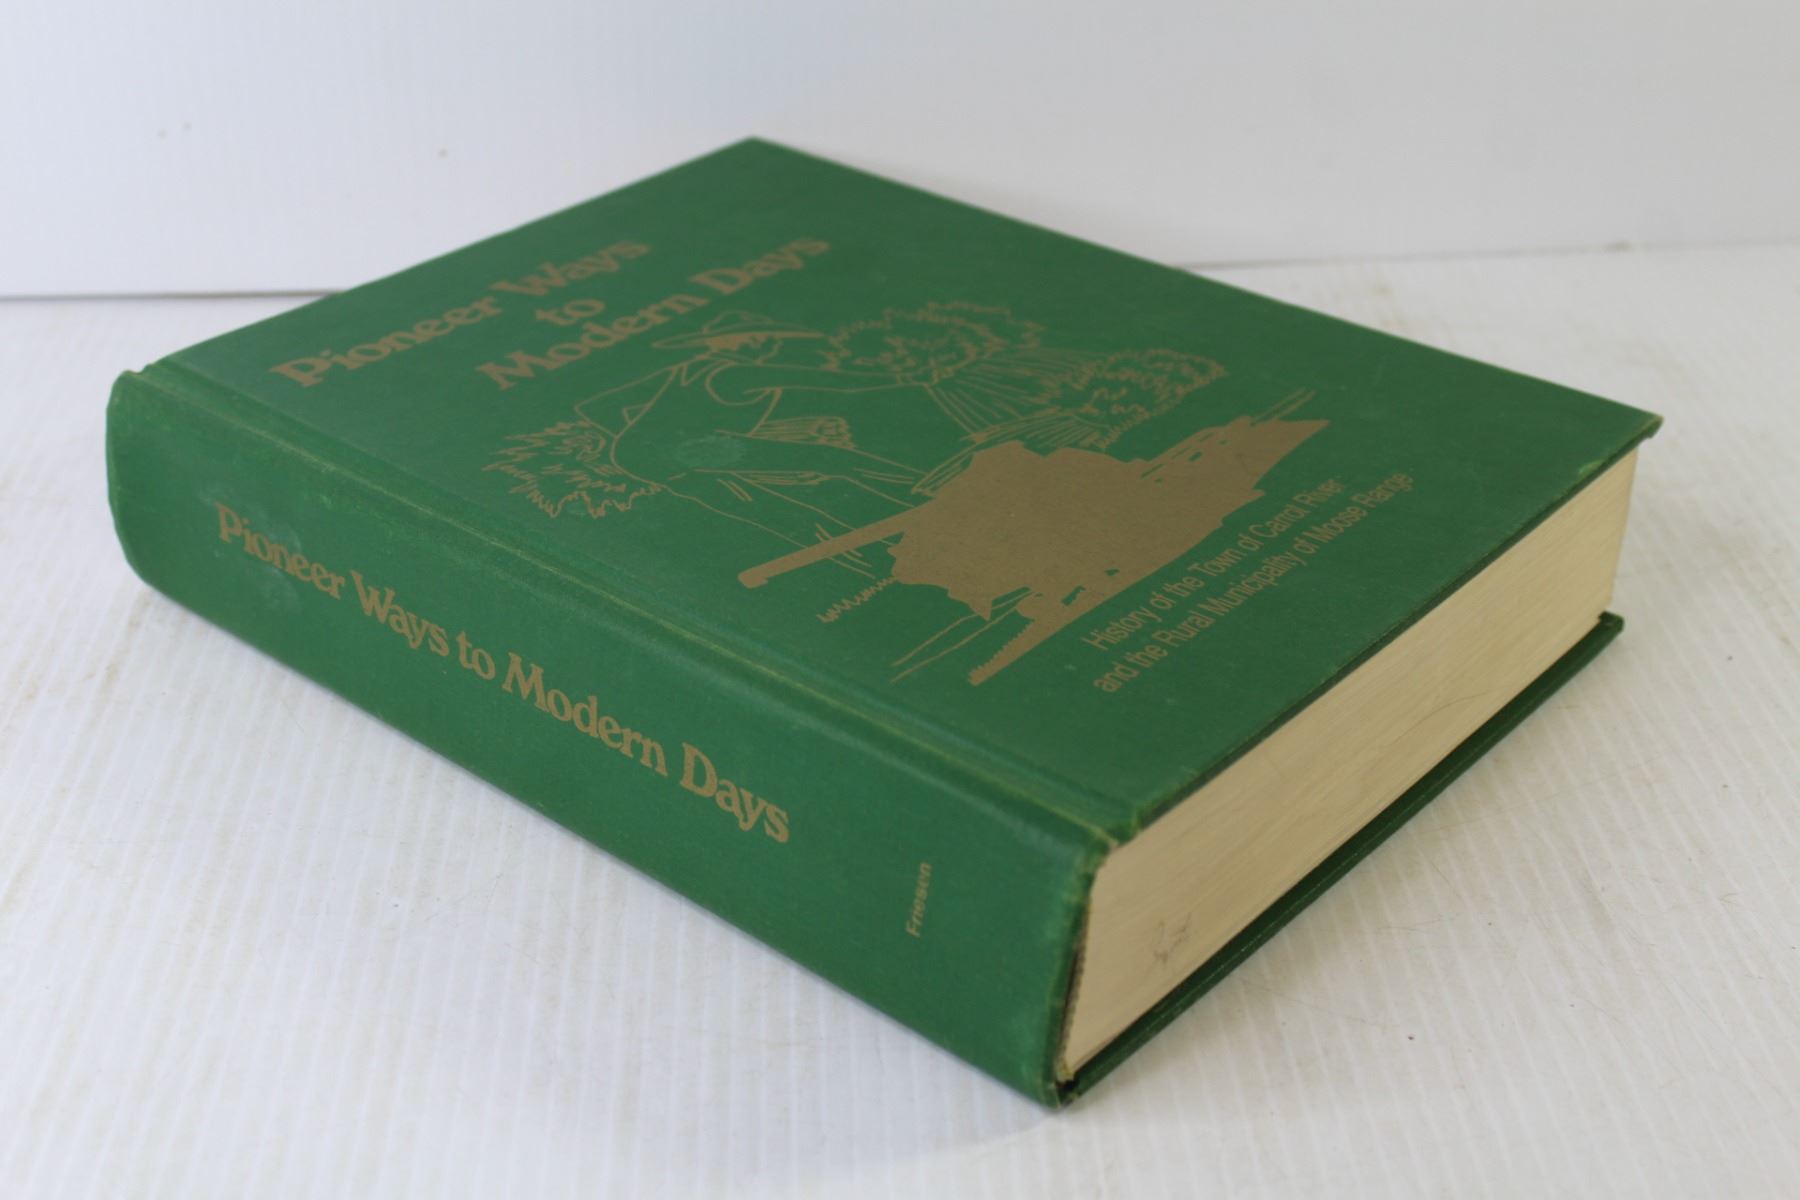 Pioneer Ways
to
Modern Days
History of the Town of Carrot River
and the Rural Municipality of Moose Range
Pioneer Ways to Modern Days
Friesen